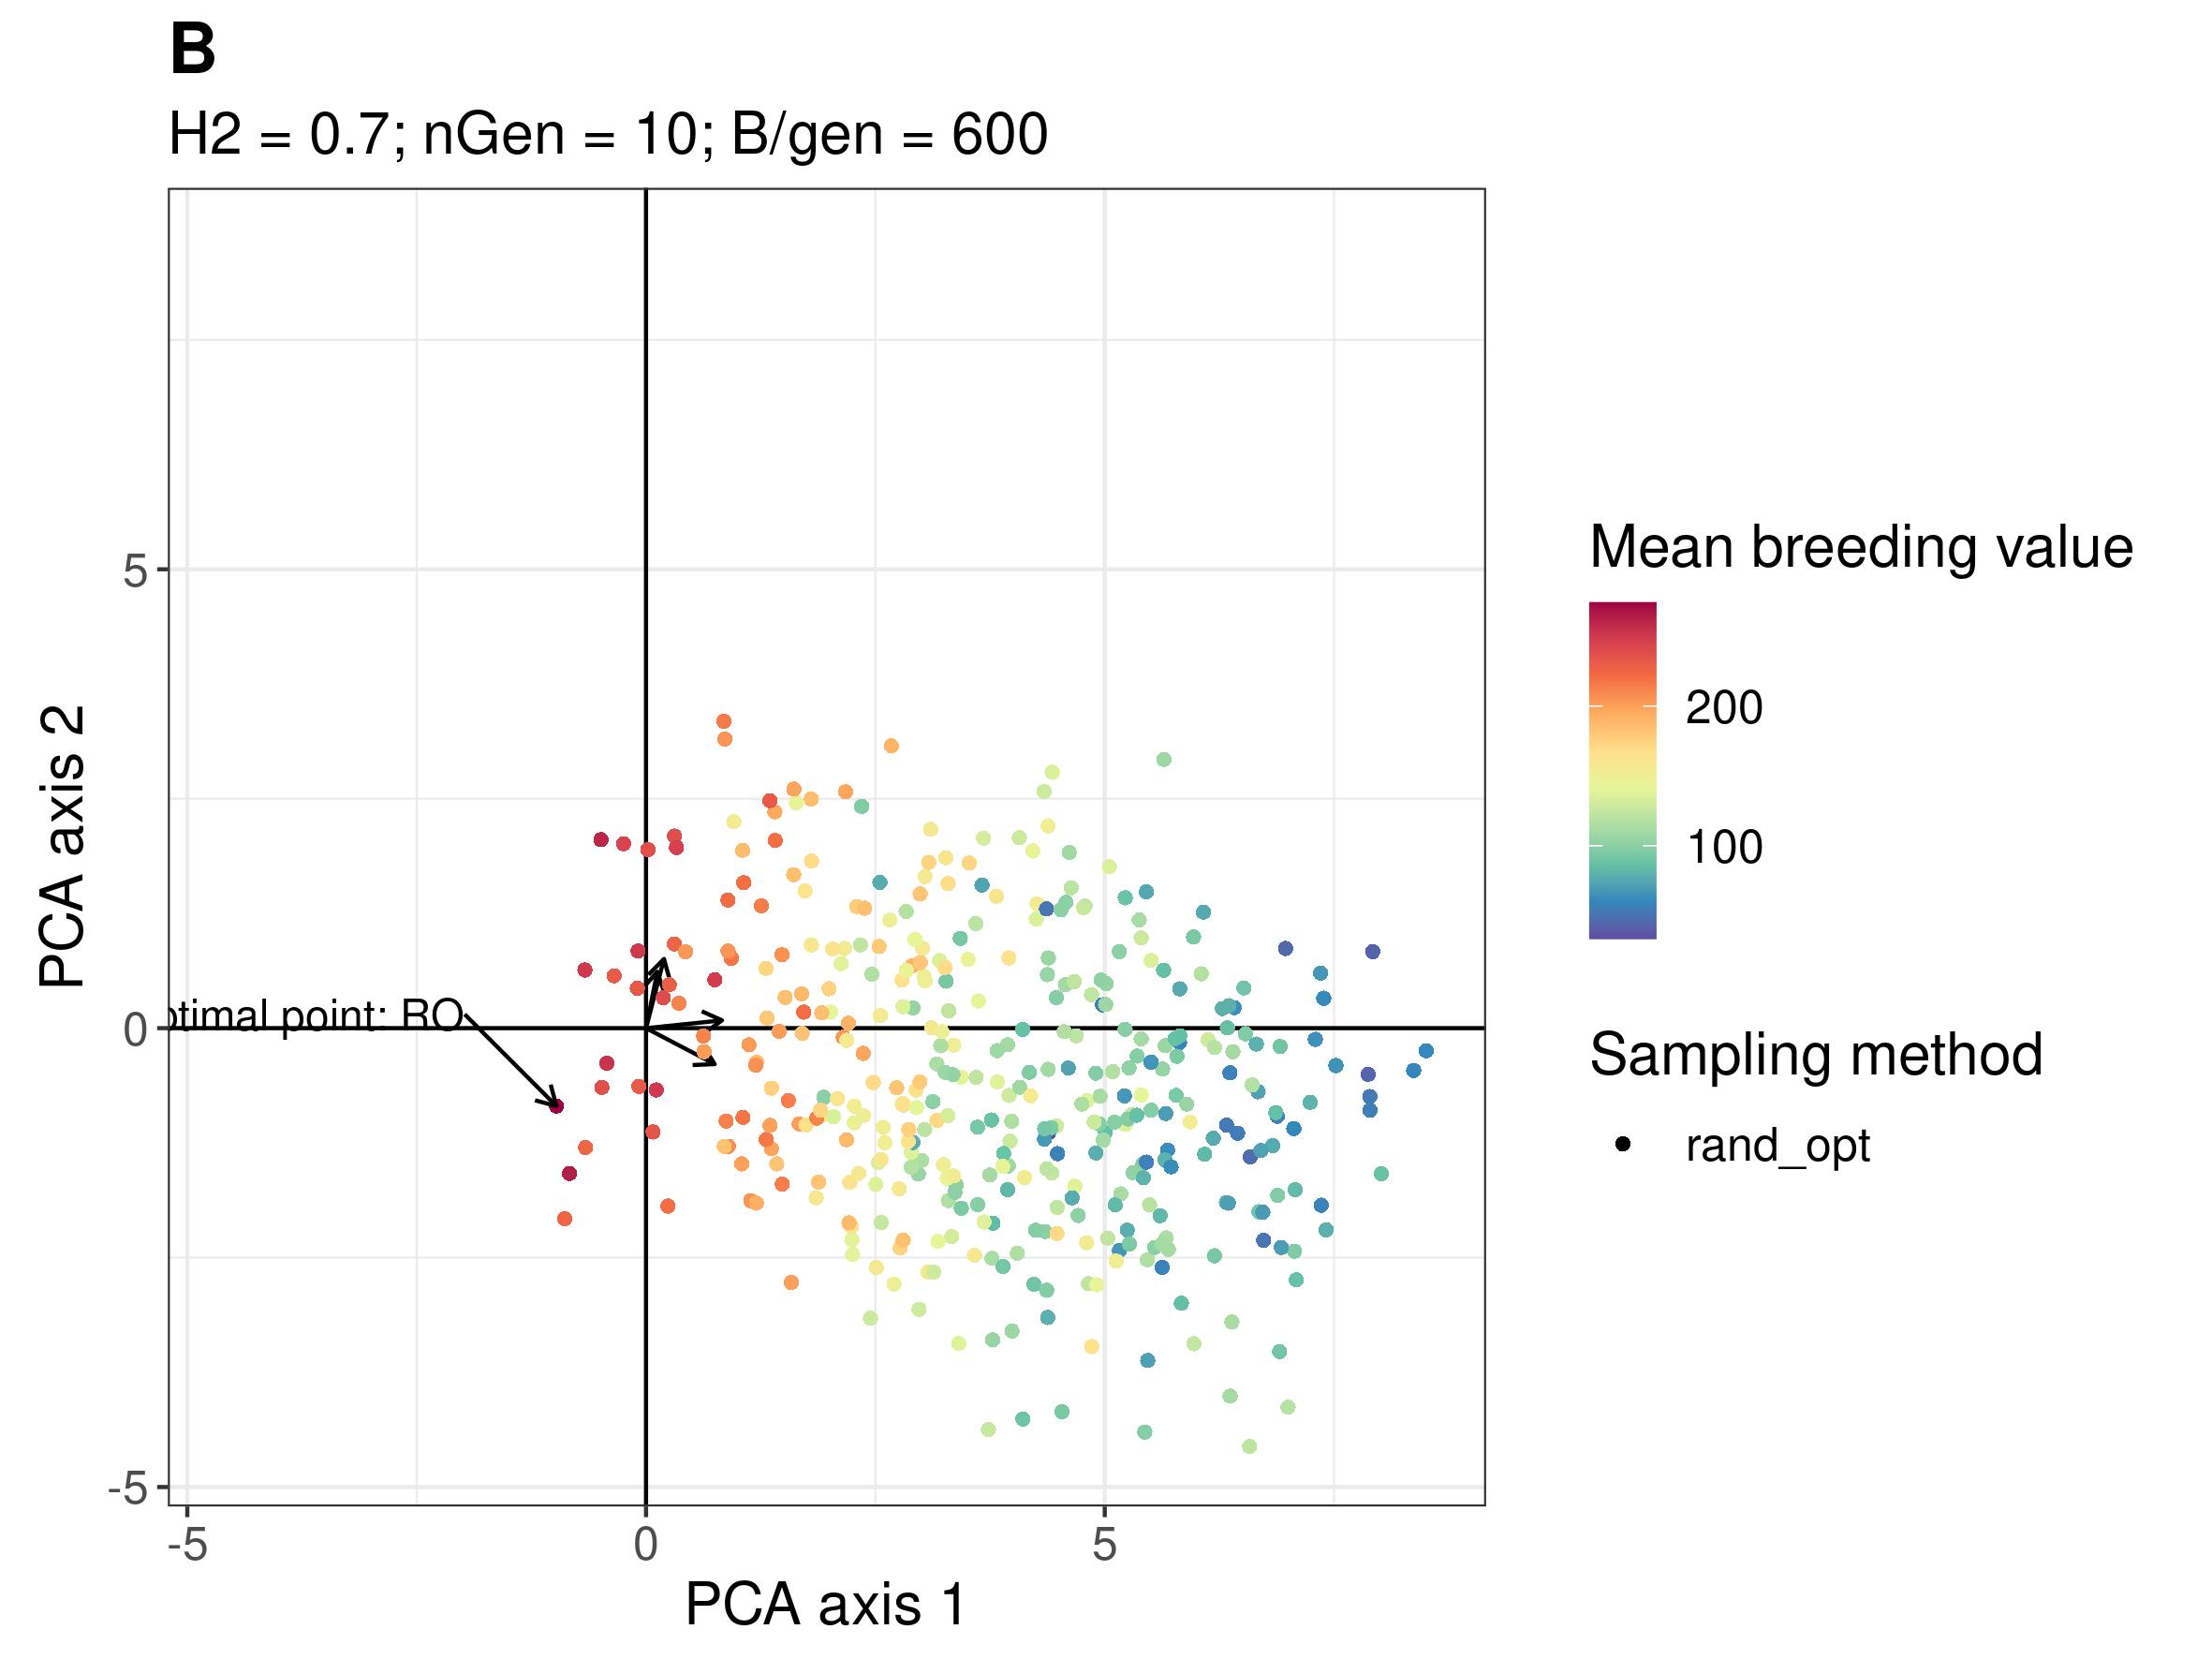 B
H2 = 0.7; nGen = 10; B/gen = 600
PCA axis 2
5
0
-5
timal point: RO
-5
0
5
PCA axis 1
Mean breeding value
200
100
Sampling method
rand_opt